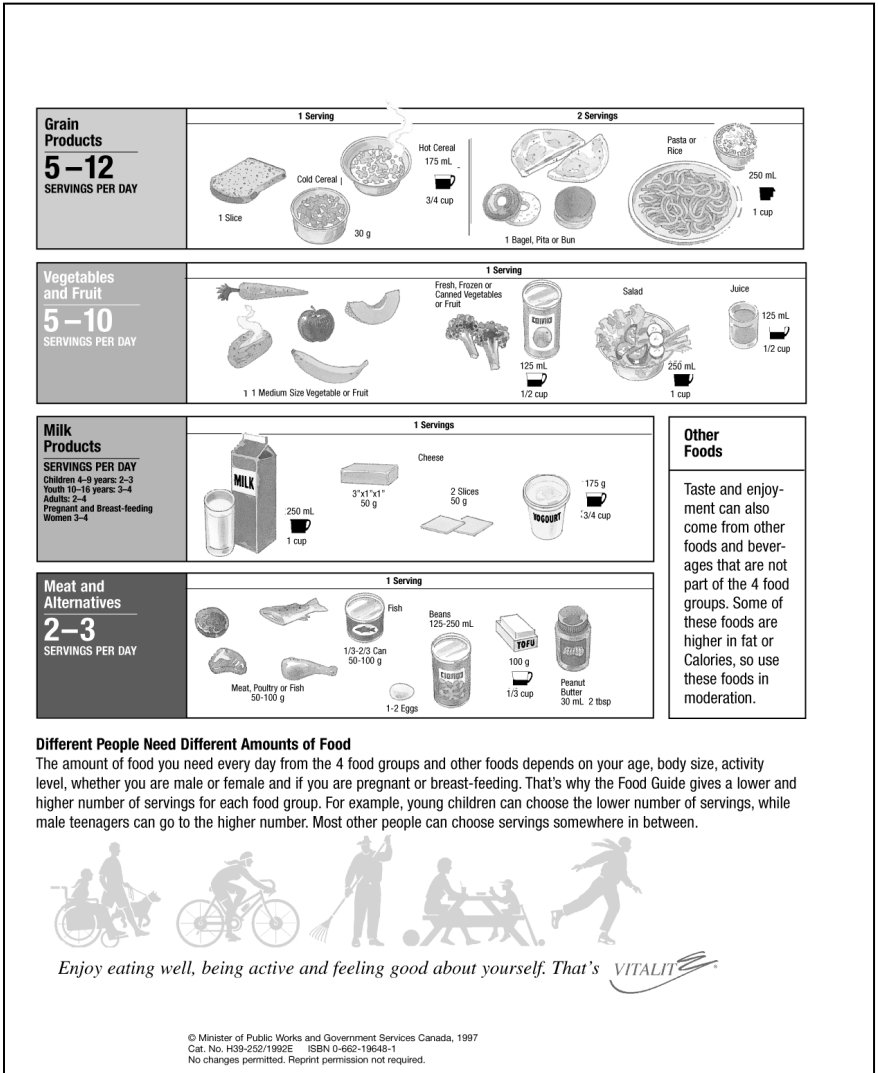 Grain
Products
5–12
SERVINGS PER DAY
1 Serving
2 Servings
1 Slice
Cold Cereal
30 g
Hot Cereal
175 mL
3/4 cup
1 Bagel, Pita or Bun
Pasta or
Rice
250 mL
1 cup
Vegetables
and Fruit
5–10
SERVINGS PER DAY
1 Serving
1 1 Medium Size Vegetable or Fruit
Fresh, Frozen or
Canned Vegetables
or Fruit
125 mL
1/2 cup
Salad
250 mL
1 cup
Juice
125 mL
1/2 cup
Milk
Products
SERVINGS PER DAY
Children 4–9 years: 2–3
Youth 10–16 years: 3–4
Adults: 2–4
Pregnant and Breast-feeding
Women 3–4
1 Servings
MILK
250 mL
1 cup
Cheese
3"x1"x1"
50 g
2 Slices
50 g
YOGOURT
175 g
3/4 cup
Meat and
Alternatives
2–3
SERVINGS PER DAY
1 Serving
Meat, Poultry or Fish
50-100 g
Fish
1/3-2/3 Can
50-100 g
1-2 Eggs
Beans
125-250 mL
TOFU
100 g
1/3 cup
Peanut
Butter
30 mL 2 tbsp
Other
Foods
Taste and enjoy-
ment can also
come from other
foods and bever-
ages that are not
part of the 4 food
groups. Some of
these foods are
higher in fat or
Calories, so use
these foods in
moderation.
Different People Need Different Amounts of Food
The amount of food you need every day from the 4 food groups and other foods depends on your age, body size, activity
level, whether you are male or female and if you are pregnant or breast-feeding. That's why the Food Guide gives a lower and
higher number of servings for each food group. For example, young children can choose the lower number of servings, while
male teenagers can go to the higher number. Most other people can choose servings somewhere in between.
Enjoy eating well, being active and feeling good about yourself. That's VITALIT
© Minister of Public Works and Government Services Canada, 1997
Cat. No. H39-252/1992E ISBN 0-662-19648-1
No changes permitted. Reprint permission not required.